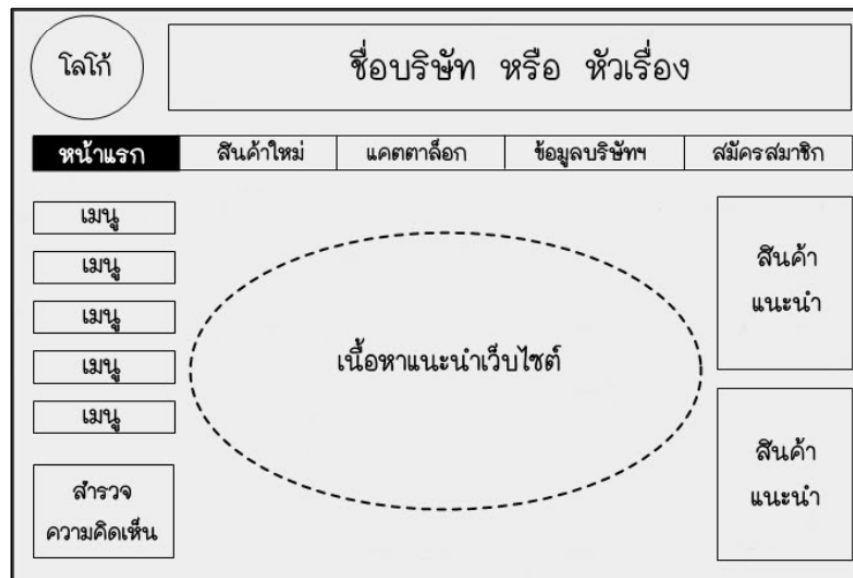 โลโก้
ชื่อบริษัท หรือ หัวเรื่อง
หน้าแรก สินค้าใหม่ แคตตาล็อก ข้อมูลบริษัทฯ สมัครสมาชิก
เมนู
เมนู
เมนู
เมนู
เมนู
สำรวจ
ความคิดเห็น
เนื้อหาแนะนำเว็บไซต์
สินค้า
แนะนำ
สินค้า
แนะนำ